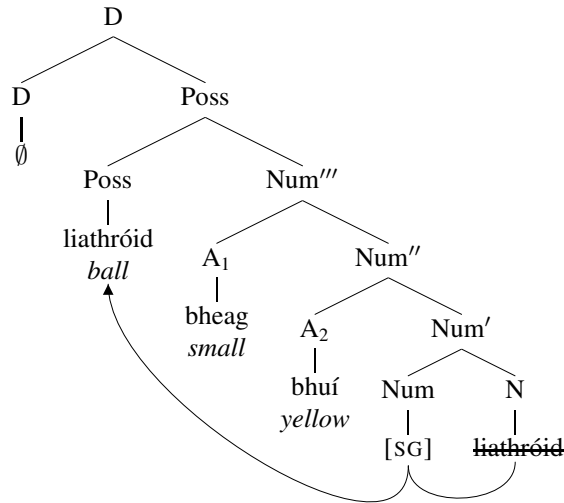 D
D Poss
∅
Poss Num′′′
liathróid
ball
A₁ Num′′
bheag
small
A₂ Num′
bhuí
yellow
Num N
[SG] liathróid